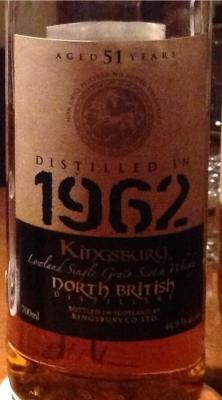 AGED 51 YEARS
DISTILLED IN
1962
Kingsbury
Lowland Single Grain Scotch Whisky
NORTH BRITISH
DISTILLERY
700ml
BOTTLED IN SCOTLAND BY
KINGSBURY CO. LTD.